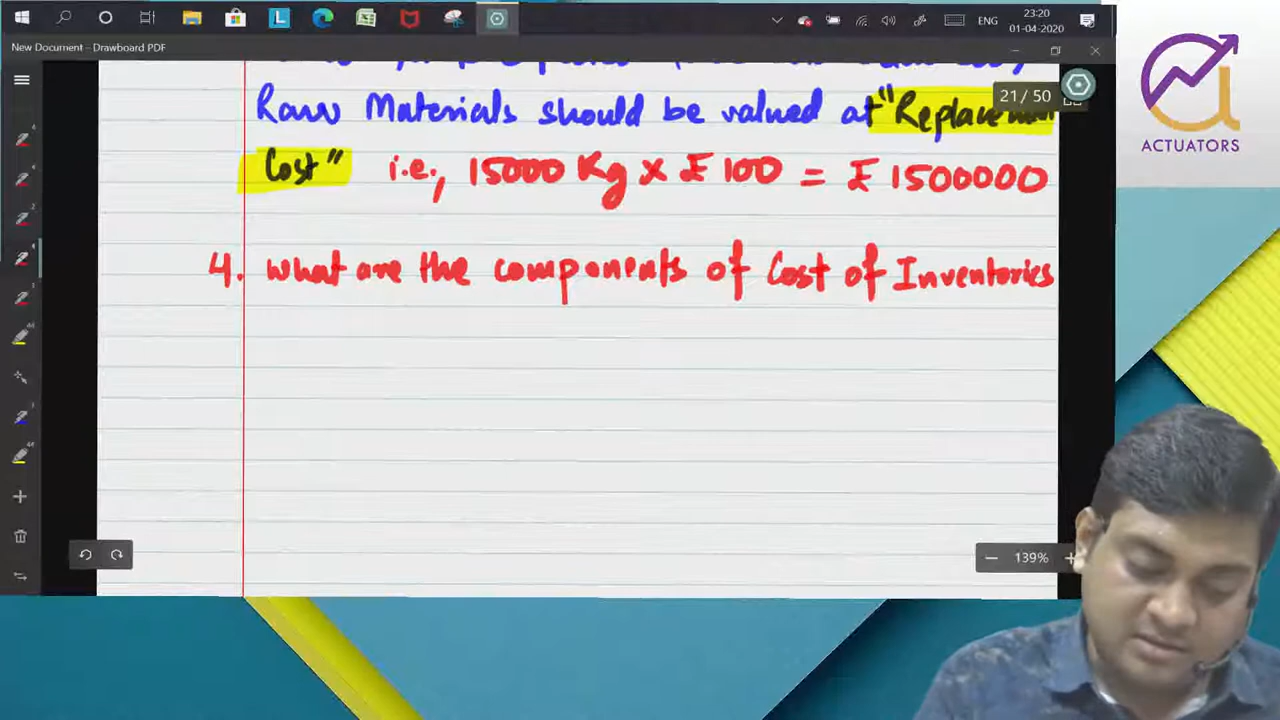 23:20
ENG
01-04-2020
New Document - Drawboard PDF
21 / 50
Raw Materials should be valued at "Replacement
Cost" i.e., 15000 Kg x ₤ 100 = ₤ 1500000
4. What are the components of Cost of Inventories
139%
ACTUATORS